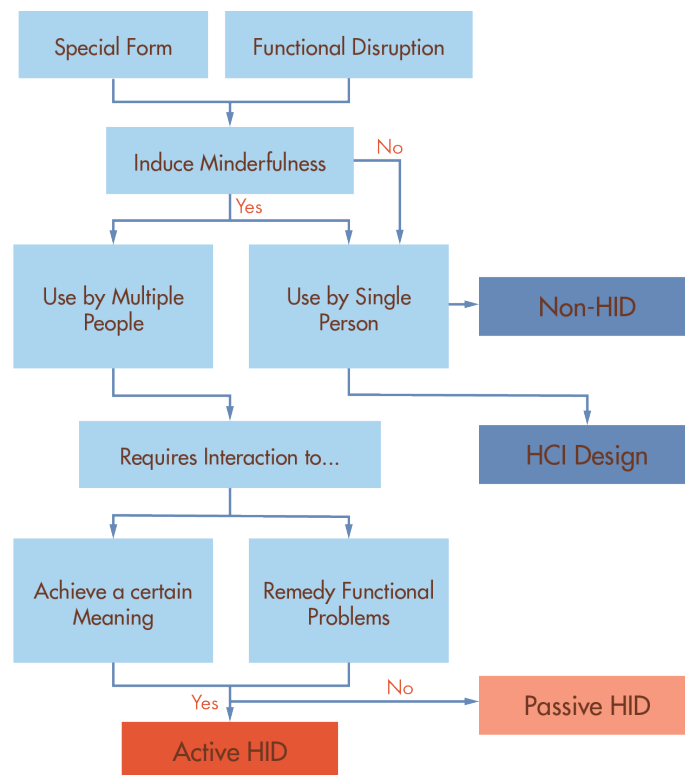 Special Form
Functional Disruption
Induce Minderfulness
No
Yes
Use by Multiple
People
Use by Single
Person
Non-HID
Requires Interaction to...
HCI Design
Achieve a certain
Meaning
Remedy Functional
Problems
No
Yes
Passive HID
Active HID